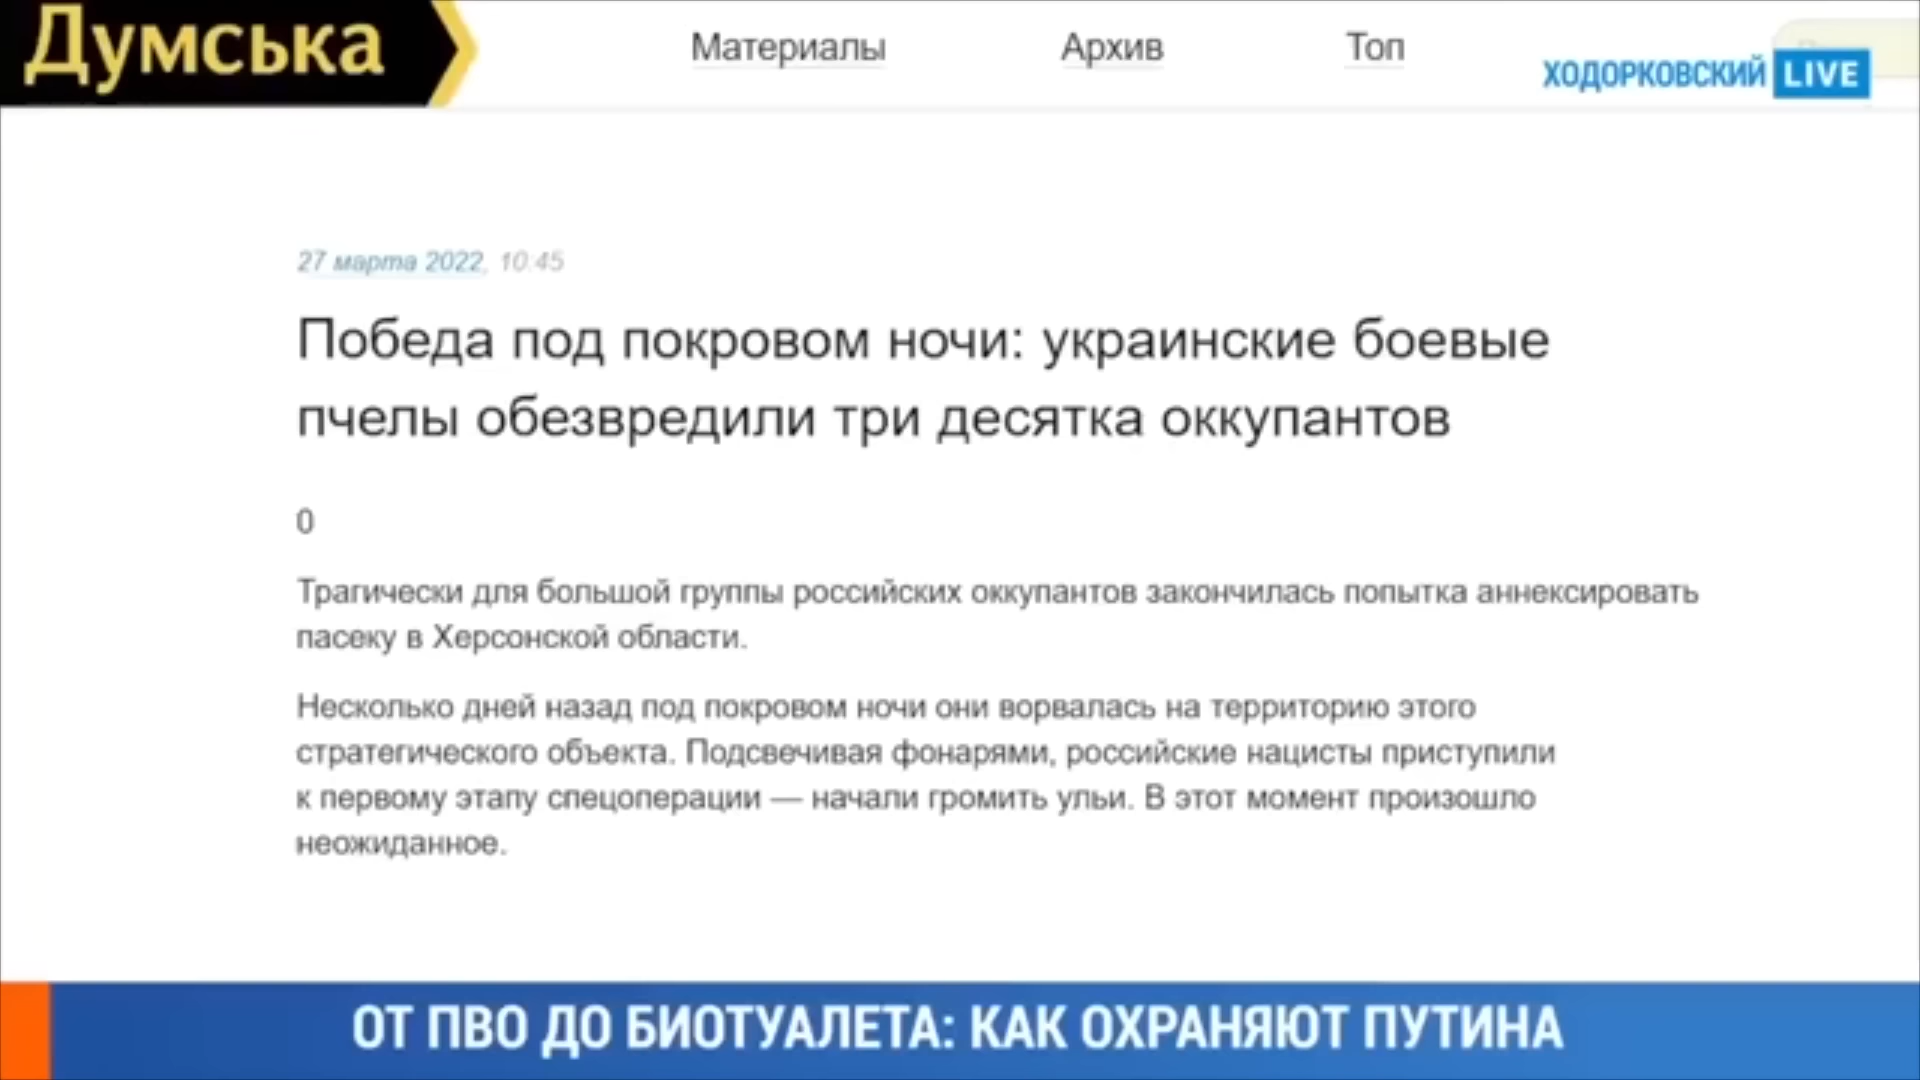 Думська
Материалы
Архив
Топ
ХОДОРКОВСКИЙ LIVE
27 марта 2022, 10:45
Победа под покровом ночи: украинские боевые
пчелы обезвредили три десятка оккупантов
0
Трагически для большой группы российских оккупантов закончилась попытка аннексировать
пасеку в Херсонской области.
Несколько дней назад под покровом ночи они ворвалась на территорию этого
стратегического объекта. Подсвечивая фонарями, российские нацисты приступили
к первому этапу спецоперации — начали громить ульи. В этот момент произошло
неожиданное.
ОТ ПВО ДО БИОТУАЛЕТА: КАК ОХРАНЯЮТ ПУТИНА